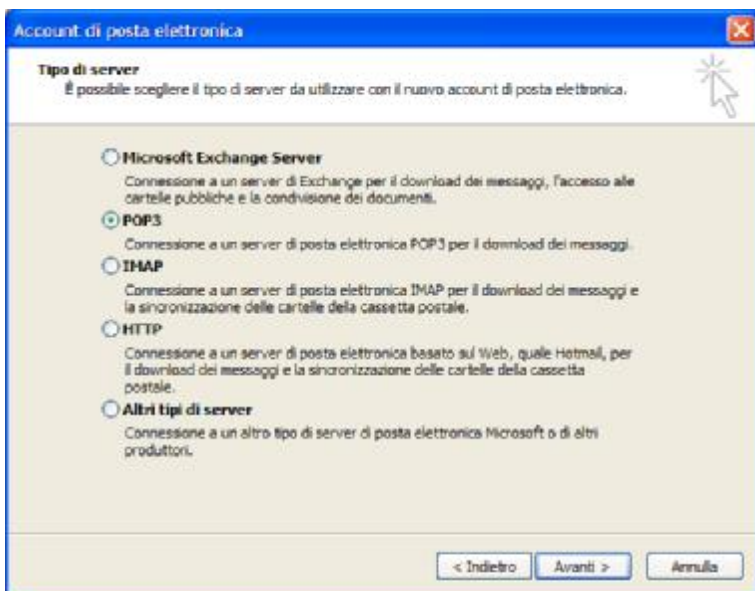 Account di posta elettronica
Tipo di server
È possibile scegliere il tipo di server da utilizzare con il nuovo account di posta elettronica.
Microsoft Exchange Server
Connessione a un server di Exchange per il download dei messaggi, l'accesso alle
cartelle pubbliche e la condivisione dei documenti.
POP3
Connessione a un server di posta elettronica POP3 per il download dei messaggi.
IMAP
Connessione a un server di posta elettronica IMAP per il download dei messaggi e
la sincronizzazione delle cartelle della cassetta postale.
HTTP
Connessione a un server di posta elettronica basato sul Web, quale Hotmail, per
il download dei messaggi e la sincronizzazione delle cartelle della cassetta
postale.
Altri tipi di server
Connessione a un altro tipo di server di posta elettronica Microsoft o di altri
produttori.
< Indietro Avanti > Annulla